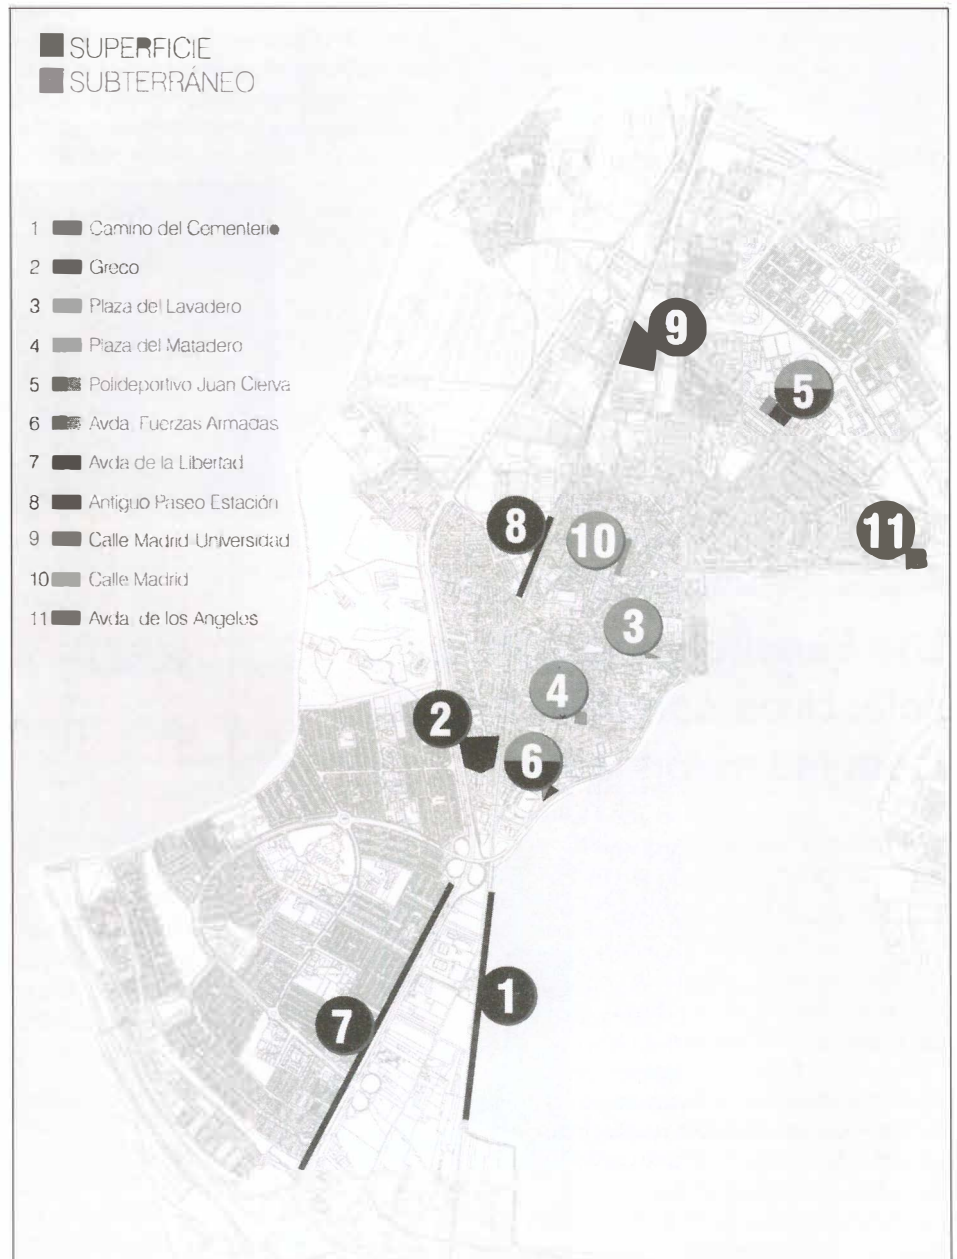 SUPERFICIE
SUBTERRÁNEO
1 Camino del Cementerio
2 Greco
3 Plaza del Lavadero
4 Plaza del Matadero
5 Polideportivo Juan Cierva
6 Avda. Fuerzas Armadas
7 Avda de la Libertad
8 Antiguo Paseo Estación
9 Calle Madrid-Universidad
10 Calle Madrid
11 Avda. de los Angeles
9
5
11
8
10
3
4
2
6
1
7